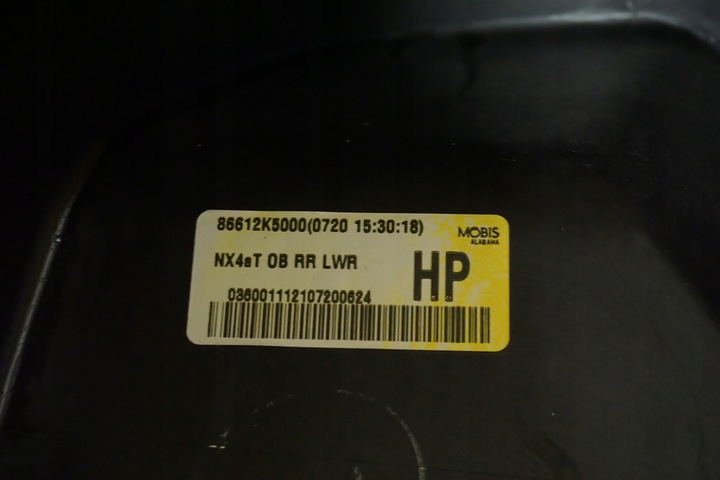 86612K5000(0720 15:30:18)
MOBIS
ALABAMA
NX4aT OB RR LWR
HP
036001112107200624